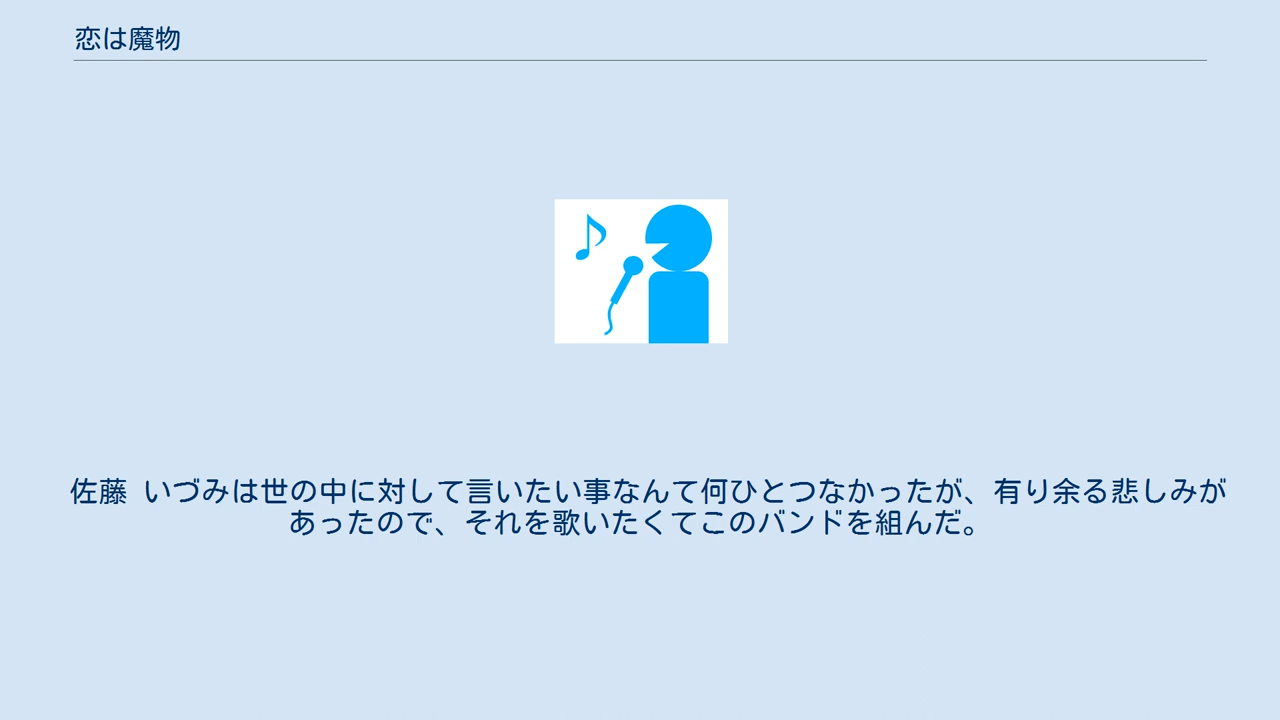 恋は魔物
佐藤 いづみは世の中に対して言いたい事なんて何ひとつなかったが、有り余る悲しみが
あったので、それを歌いたくてこのバンドを組んだ。